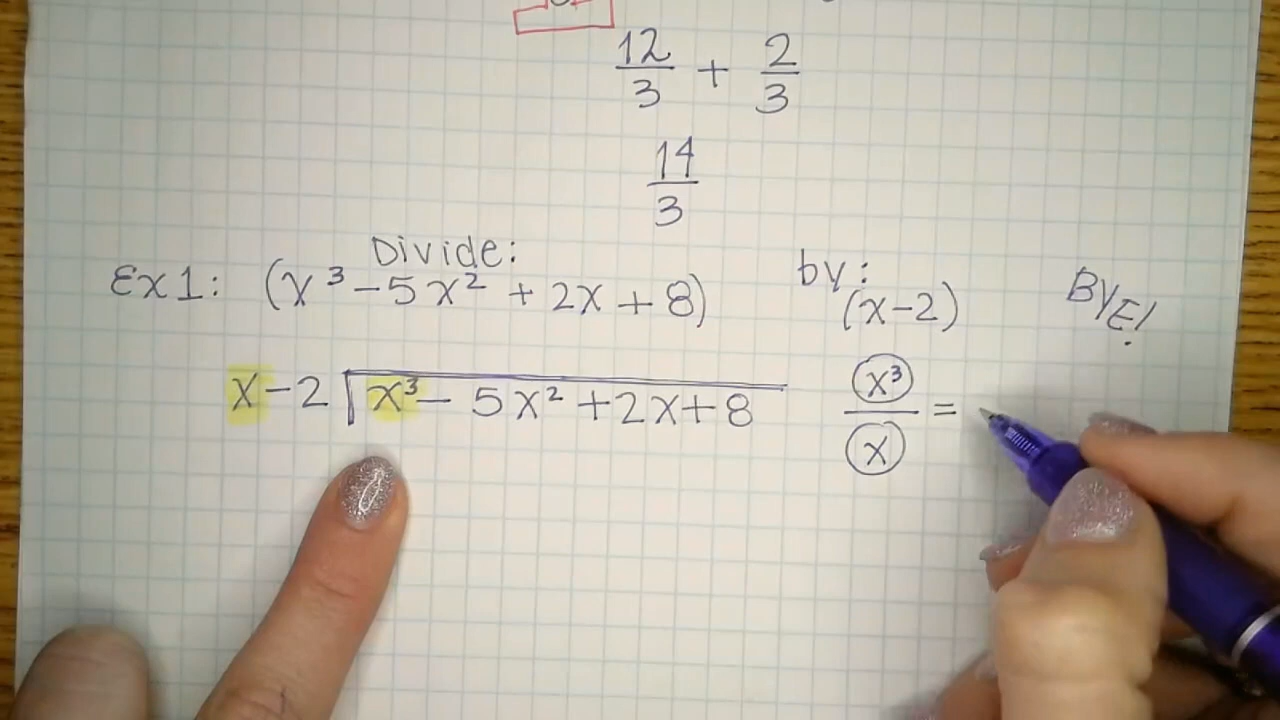 12/3 + 2/3
14/3
Divide: by:
Ex1: (x³ - 5x² + 2x + 8) (x-2) BYE!
x-2 √x³ - 5x² + 2x + 8 x³/x =